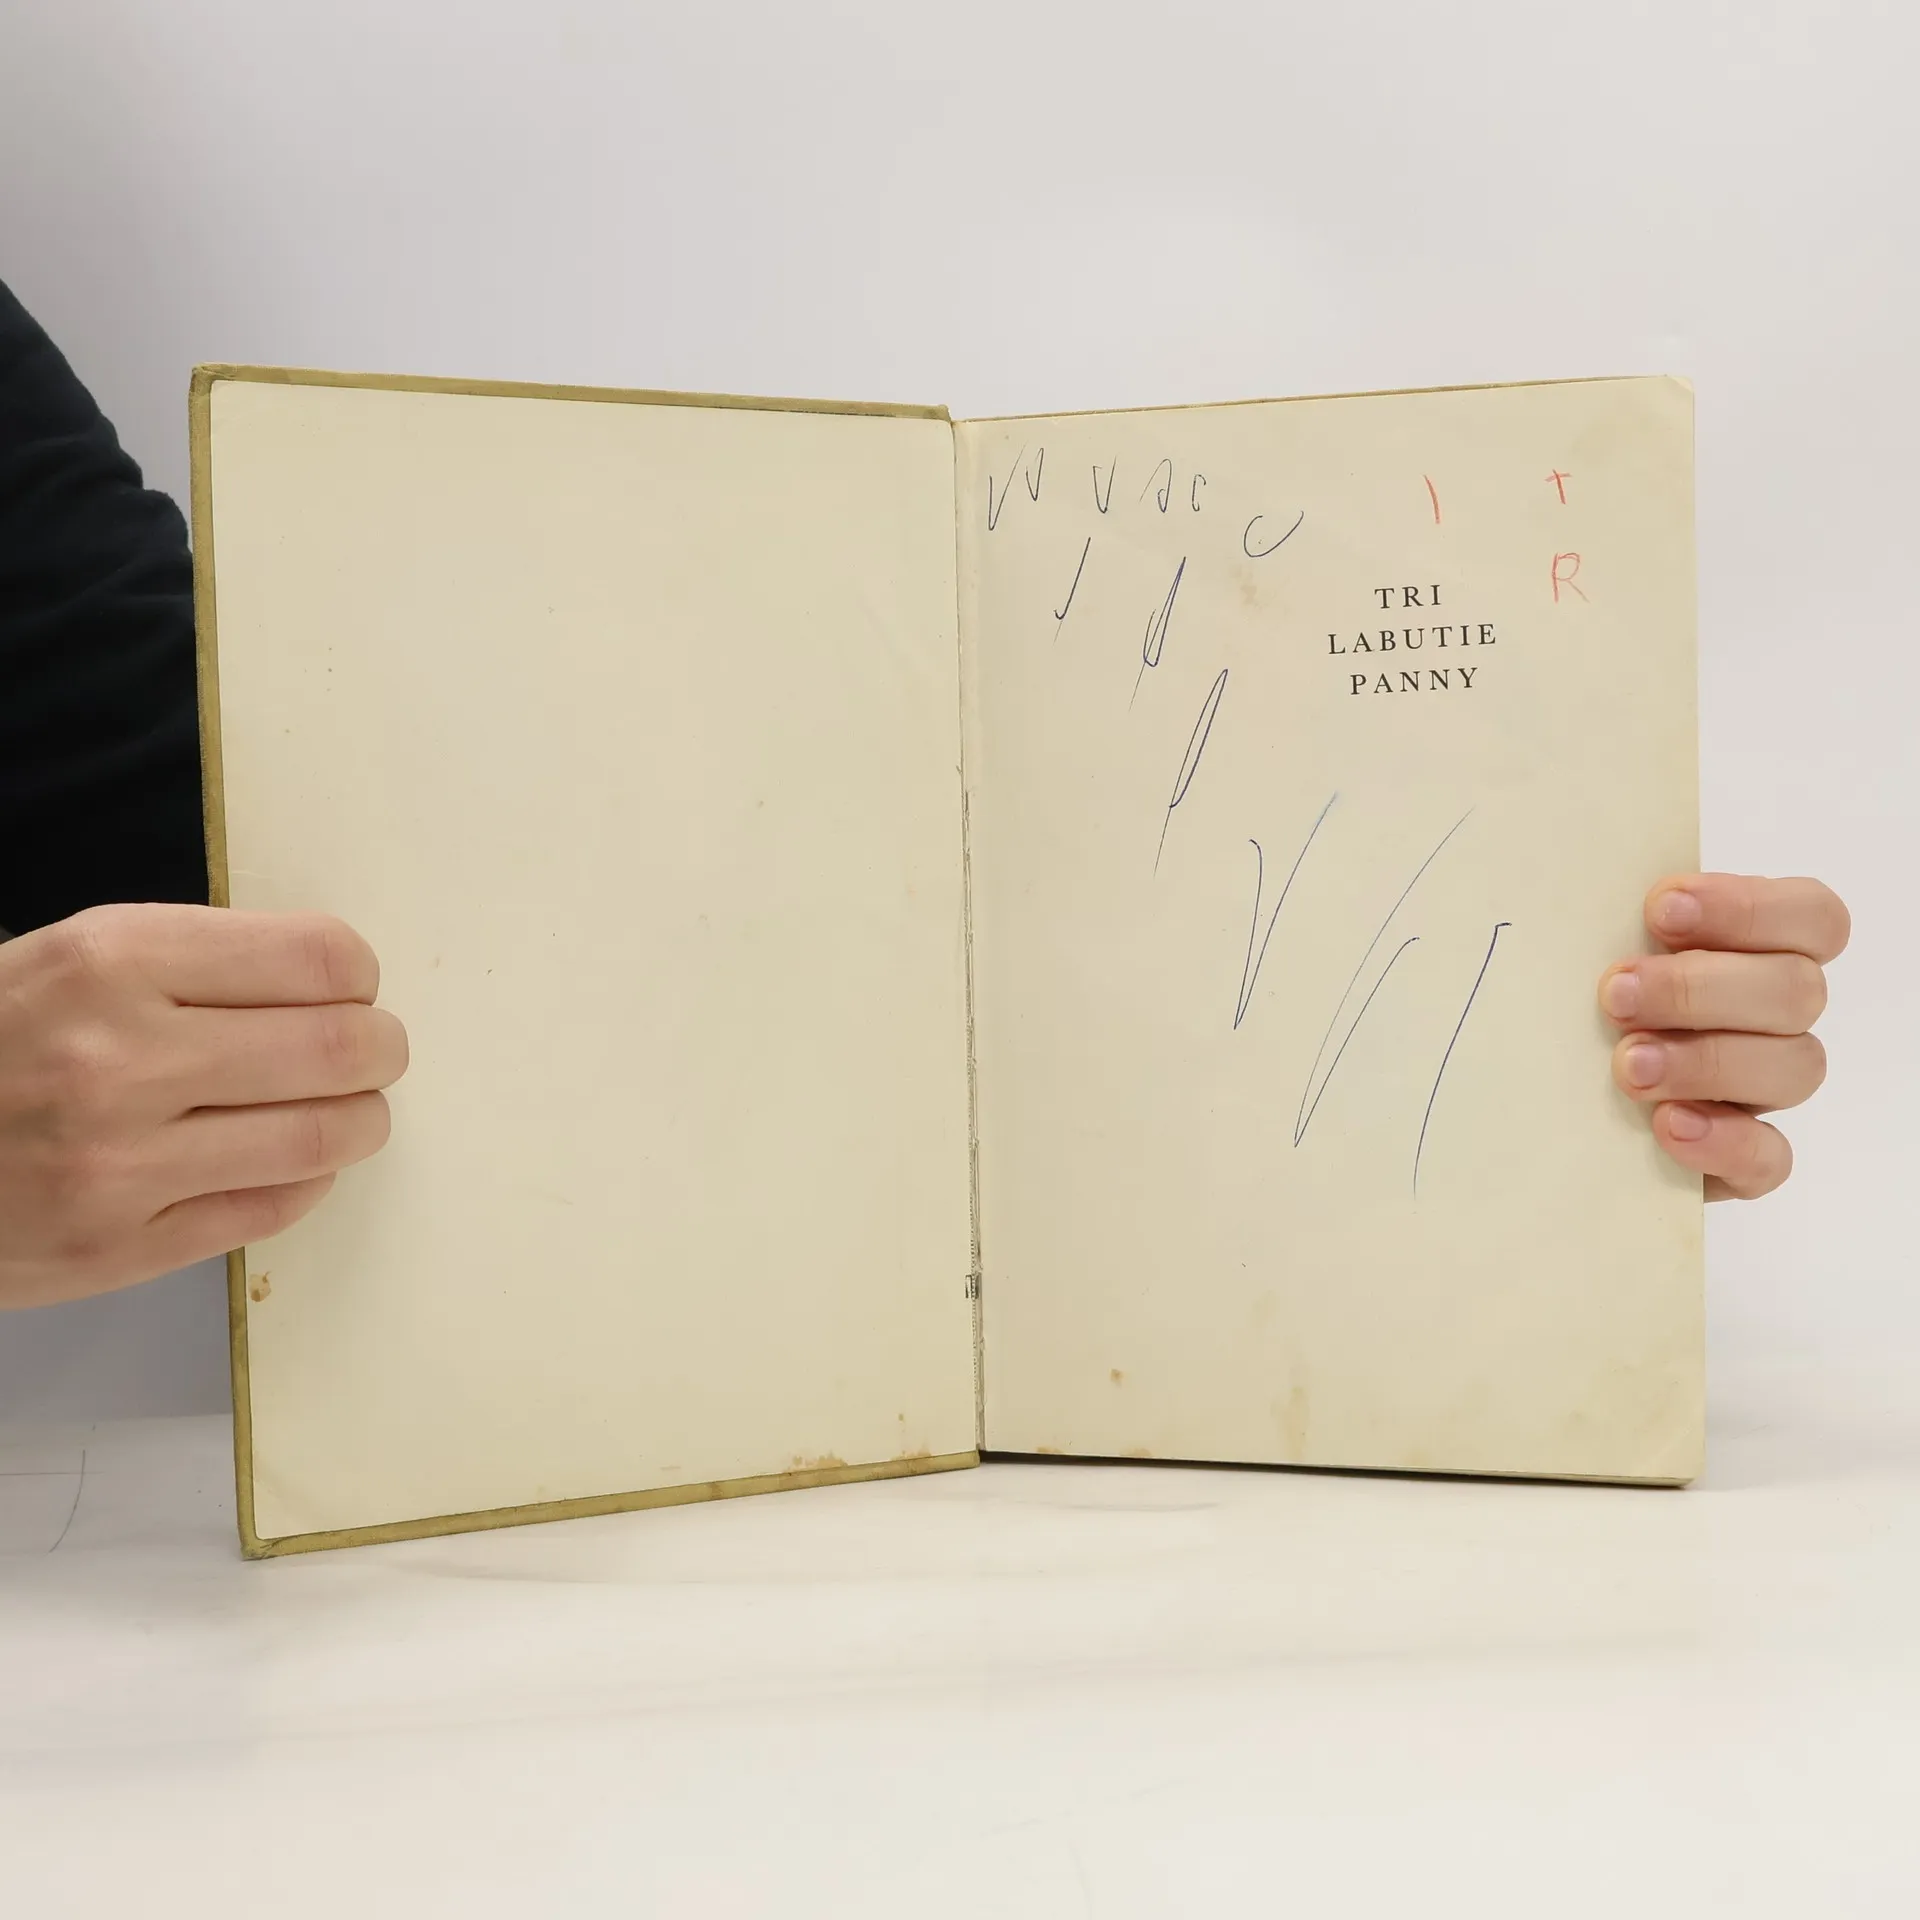 I T
R
TRI
LABUTIE
PANNY